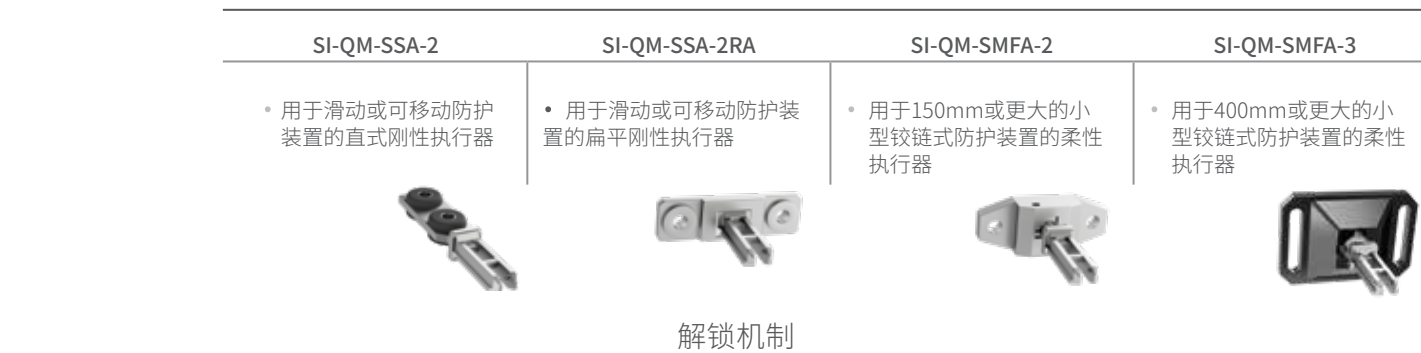 SI-QM-SSA-2
SI-QM-SSA-2RA
SI-QM-SMFA-2
SI-QM-SMFA-3
• 用于滑动或可移动防护
装置的直式刚性执行器
• 用于滑动或可移动防护装
置的扁平刚性执行器
• 用于150mm或更大的小
型铰链式防护装置的柔性
执行器
• 用于400mm或更大的小
型铰链式防护装置的柔性
执行器
解锁机制